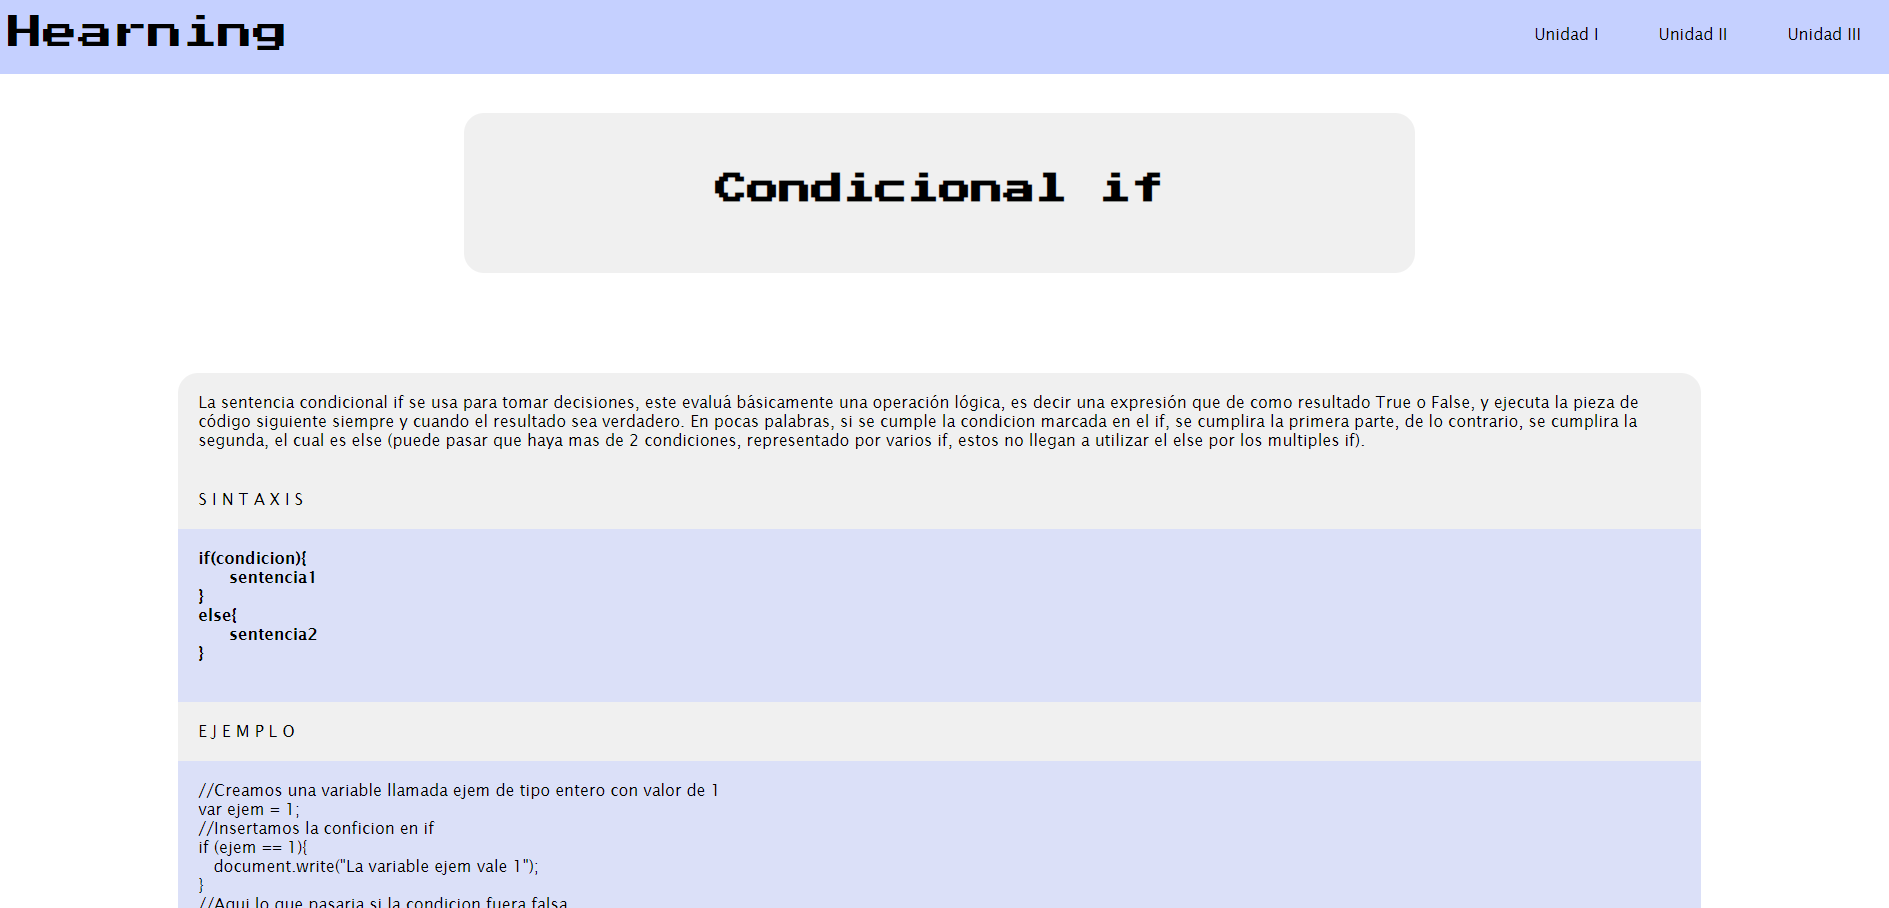 Hearning
Unidad I
Unidad II
Unidad III
Condicional if
La sentencia condicional if se usa para tomar decisiones, este evaluá básicamente una operación lógica, es decir una expresión que de como resultado True o False, y ejecuta la pieza de
código siguiente siempre y cuando el resultado sea verdadero. En pocas palabras, si se cumple la condicion marcada en el if, se cumplira la primera parte, de lo contrario, se cumplira la
segunda, el cual es else (puede pasar que haya mas de 2 condiciones, representado por varios if, estos no llegan a utilizar el else por los multiples if).
S I N T A X I S
if(condicion){
sentencia1
}
else{
sentencia2
}
E J E M P L O
//Creamos una variable llamada ejem de tipo entero con valor de 1
var ejem = 1;
//Insertamos la conficion en if
if (ejem == 1){
document.write("La variable ejem vale 1");
}
//Aqui lo que pasaria si la condicion fuera falsa